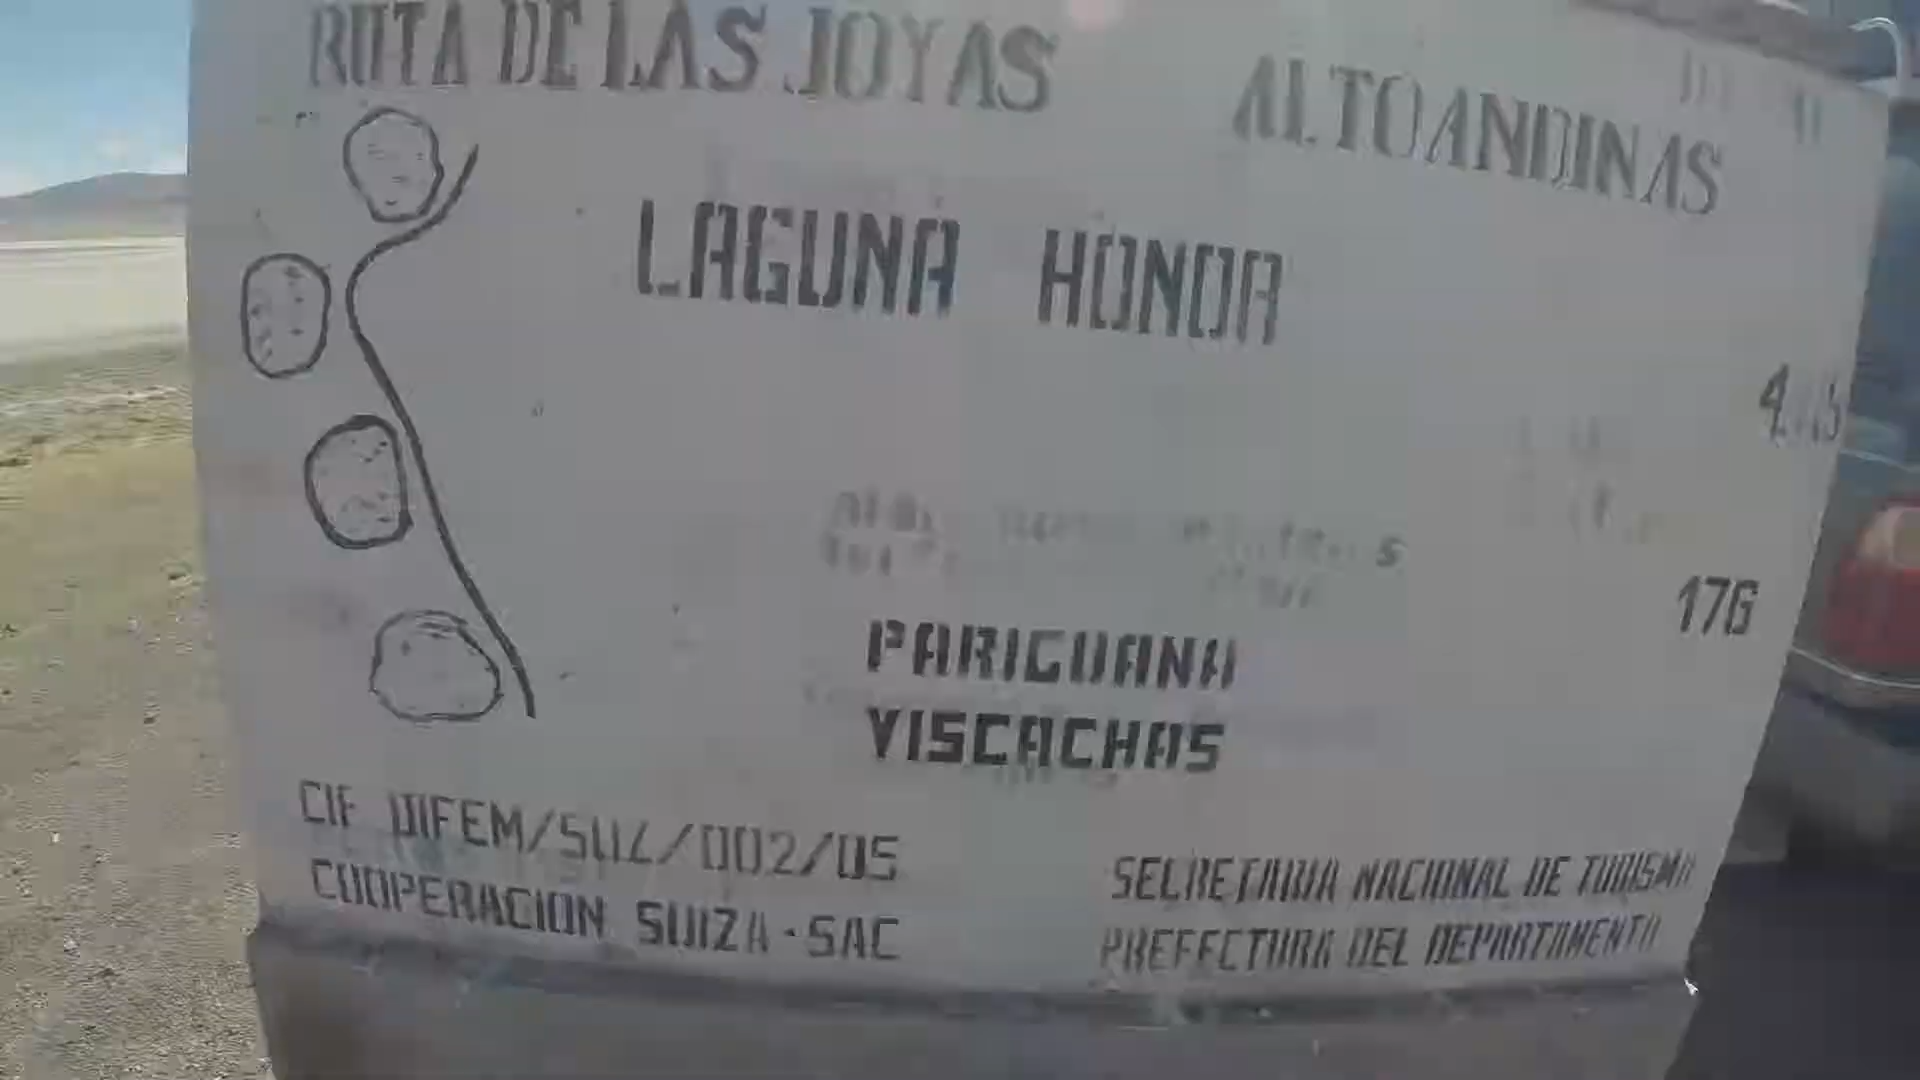 RUTA DE LAS JOYAS ALTOANDINAS
LAGUNA HONDA
176
PARIGUANA
VISCACHAS
CIF DIFEM/SUZ/002/05
COOPERACION SUIZA-SAC
SECRETARIA NACIONAL DE TURISMO
PREFECTURA DEL DEPARTAMENTO